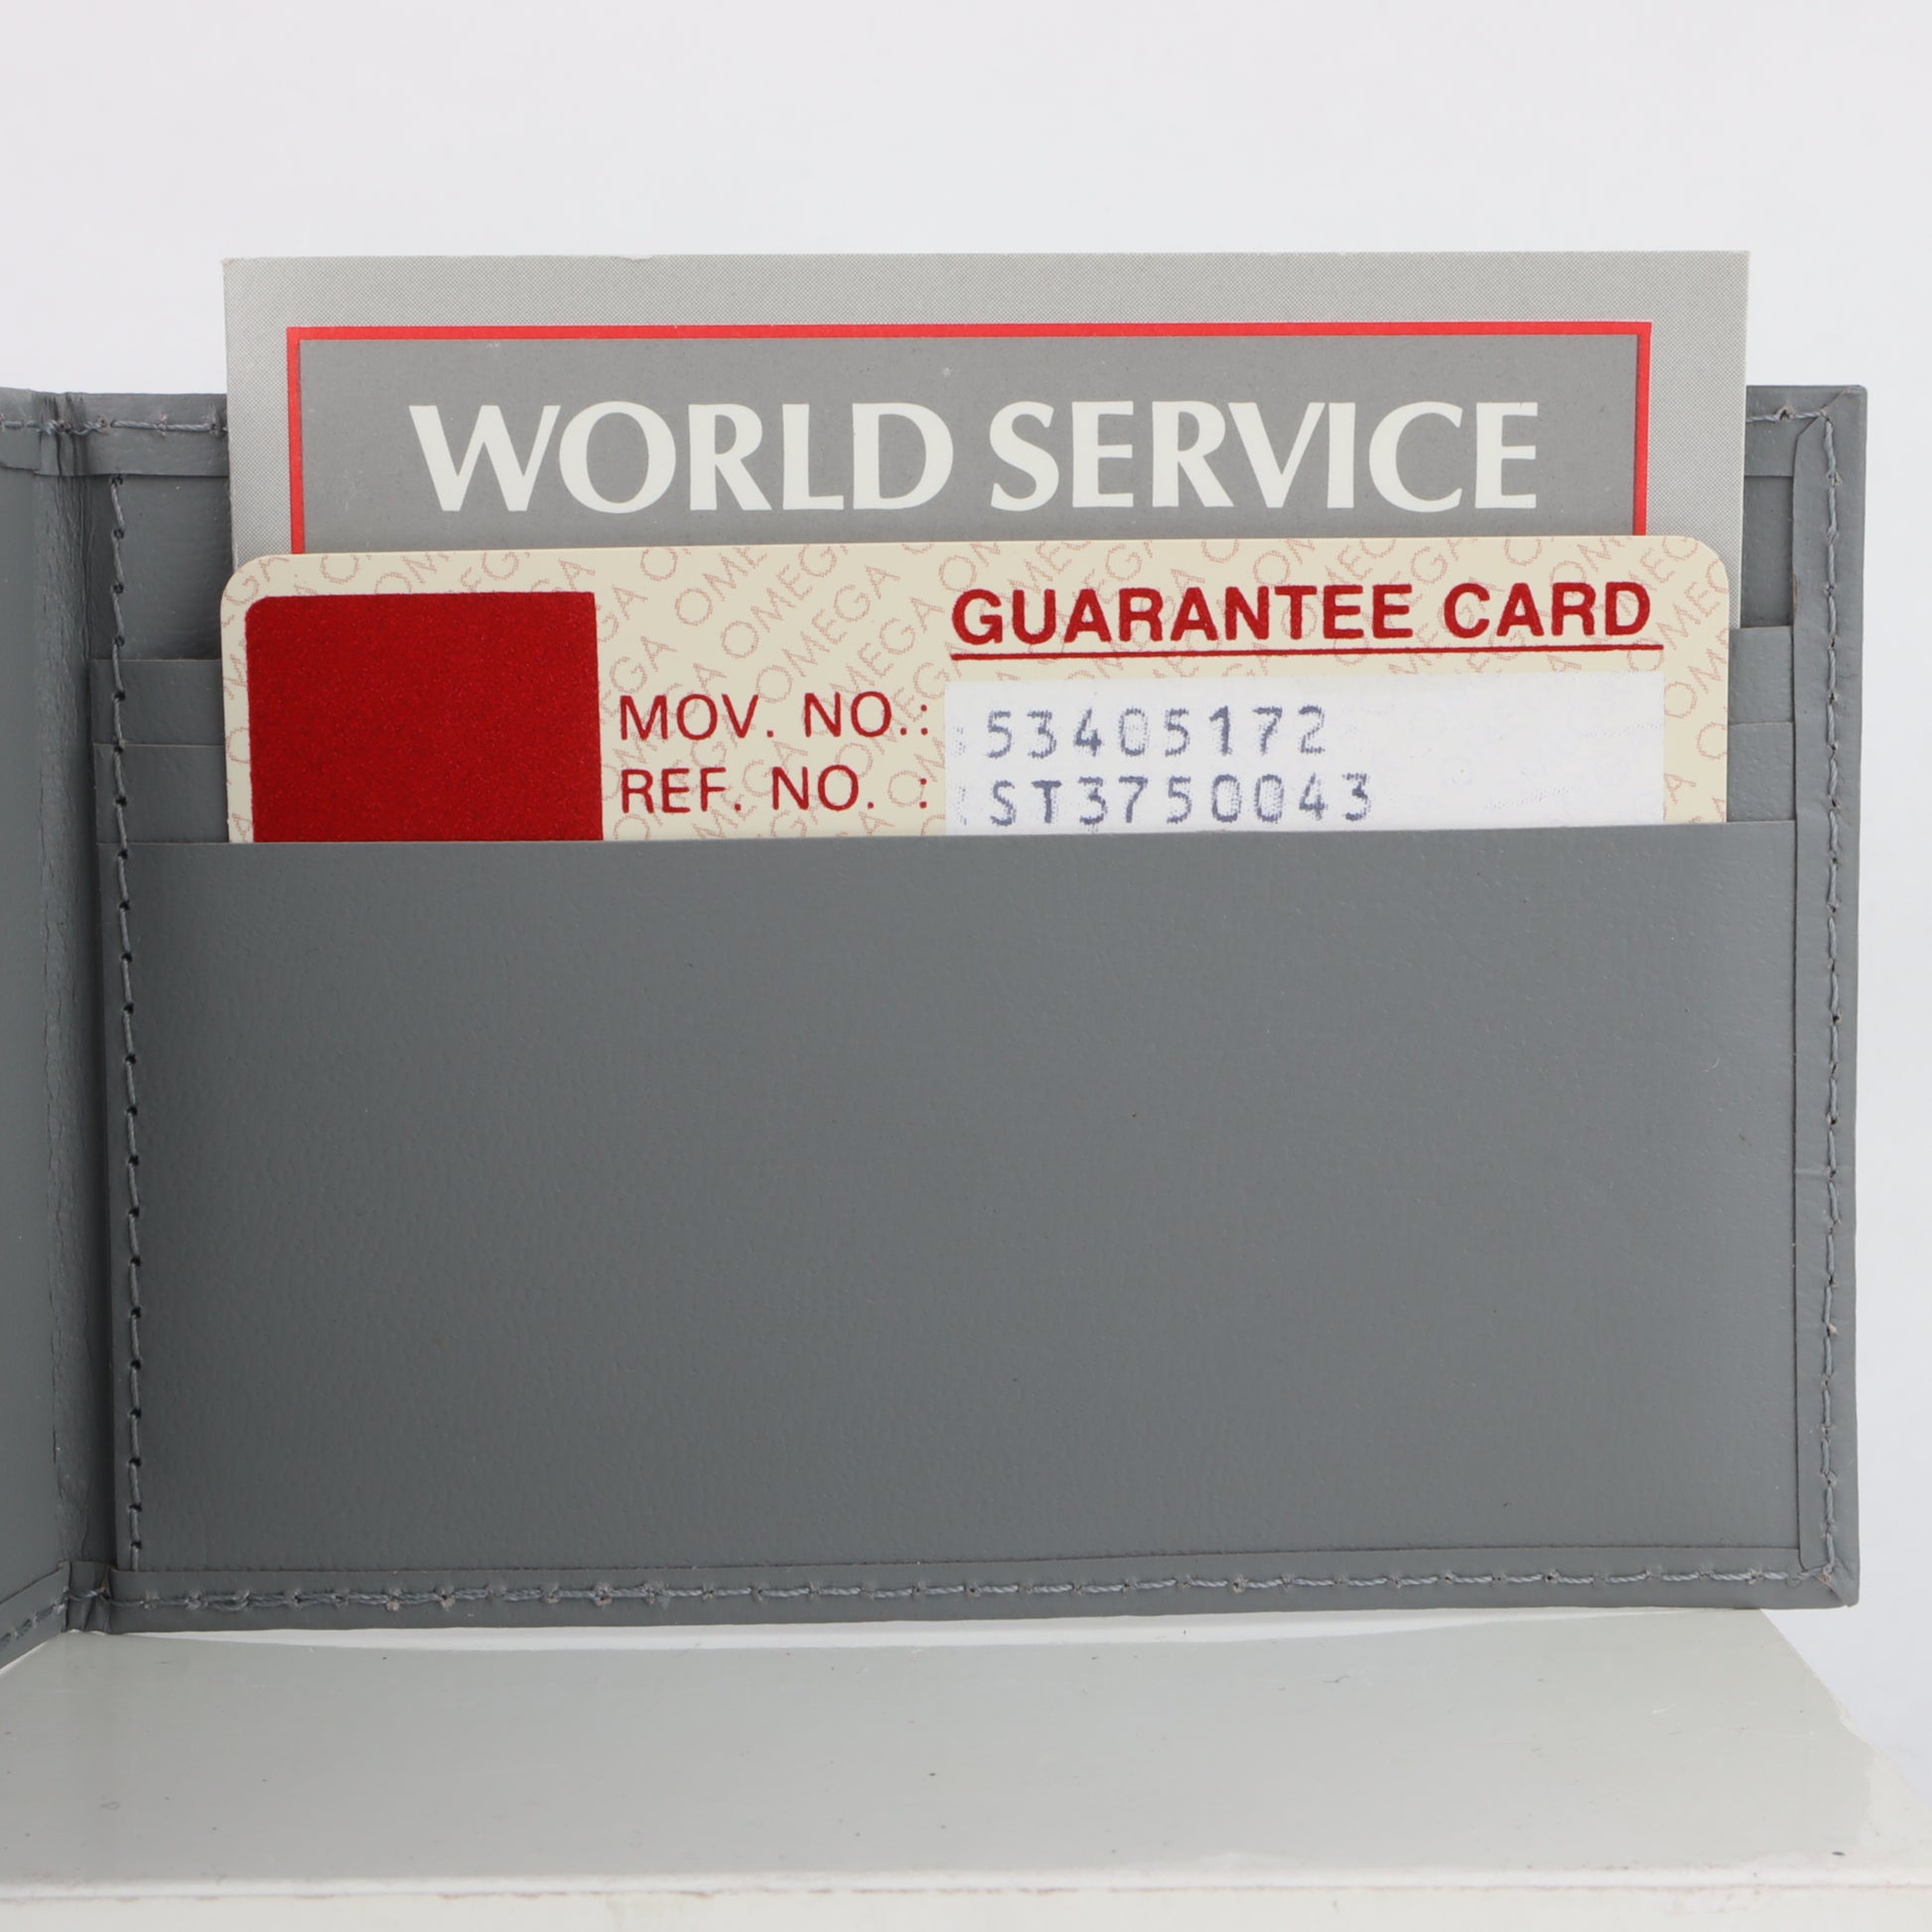 WORLD SERVICE
GUARANTEE CARD
MOV. NO.: 53405172
REF. NO. : ST3750043